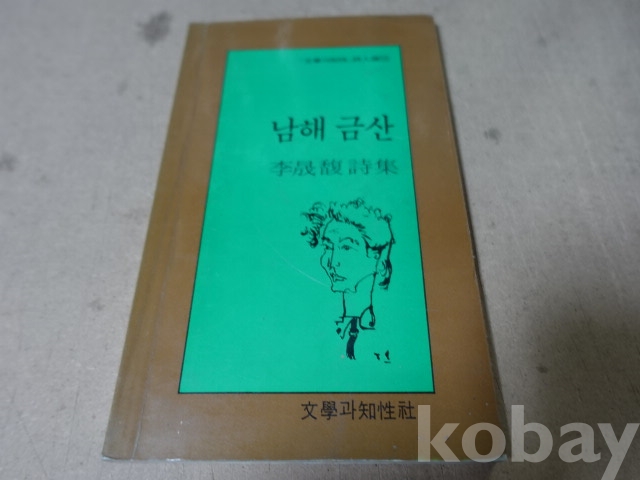 남해 금산
李晟馥 詩集
文學과知性社
kobay